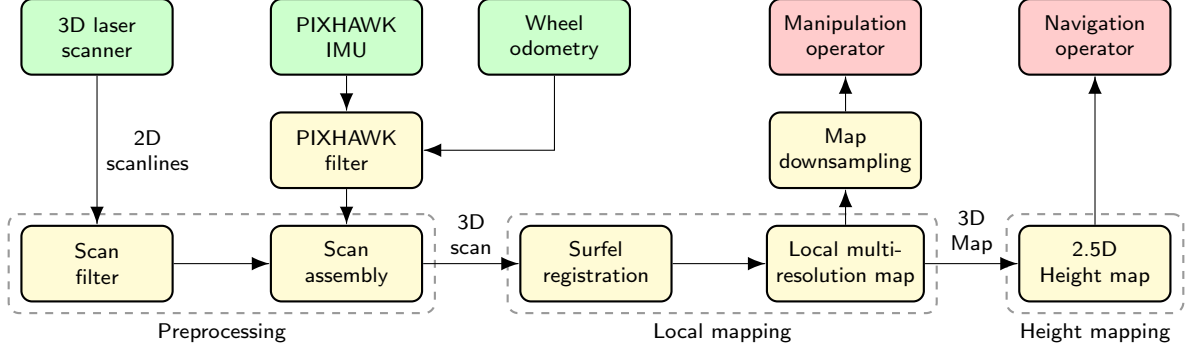 3D laser
scanner
PIXHAWK
IMU
Wheel
odometry
Manipulation
operator
Navigation
operator
2D
scanlines
PIXHAWK
filter
Map
downsampling
Scan
filter
Scan
assembly
3D
scan
Surfel
registration
Local multi-
resolution map
3D
Map
2.5D
Height map
Preprocessing
Local mapping
Height mapping